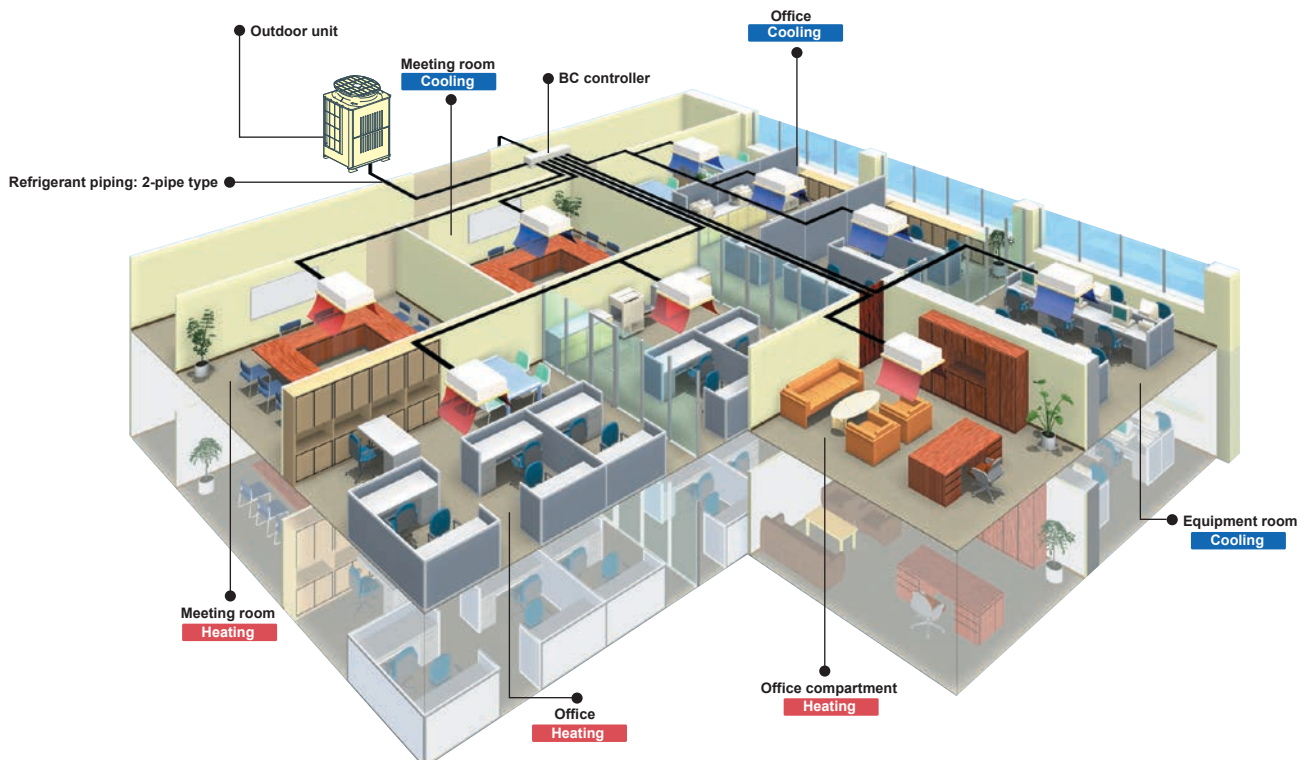 Office
Cooling
Outdoor unit
Meeting room
Cooling
BC controller
Refrigerant piping: 2-pipe type
Equipment room
Cooling
Meeting room
Heating
Office compartment
Heating
Office
Heating